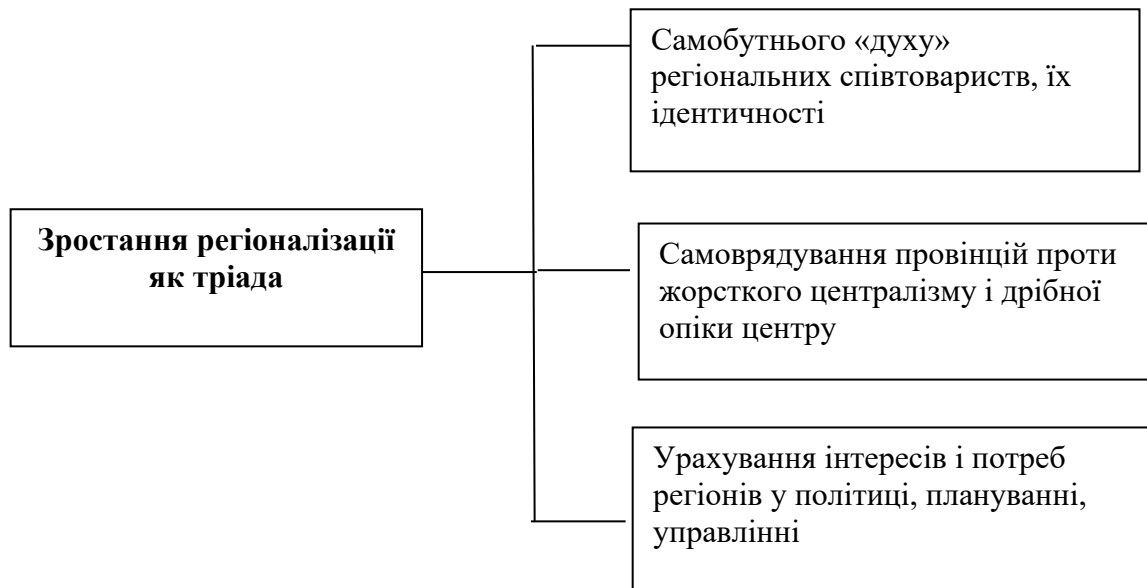 Самобутнього «духу»
регіональних співтовариств, їх
ідентичності
Зростання регіоналізації
як тріада
Самоврядування провінцій проти
жорсткого централізму і дрібної
опіки центру
Урахування інтересів і потреб
регіонів у політиці, плануванні,
управлінні